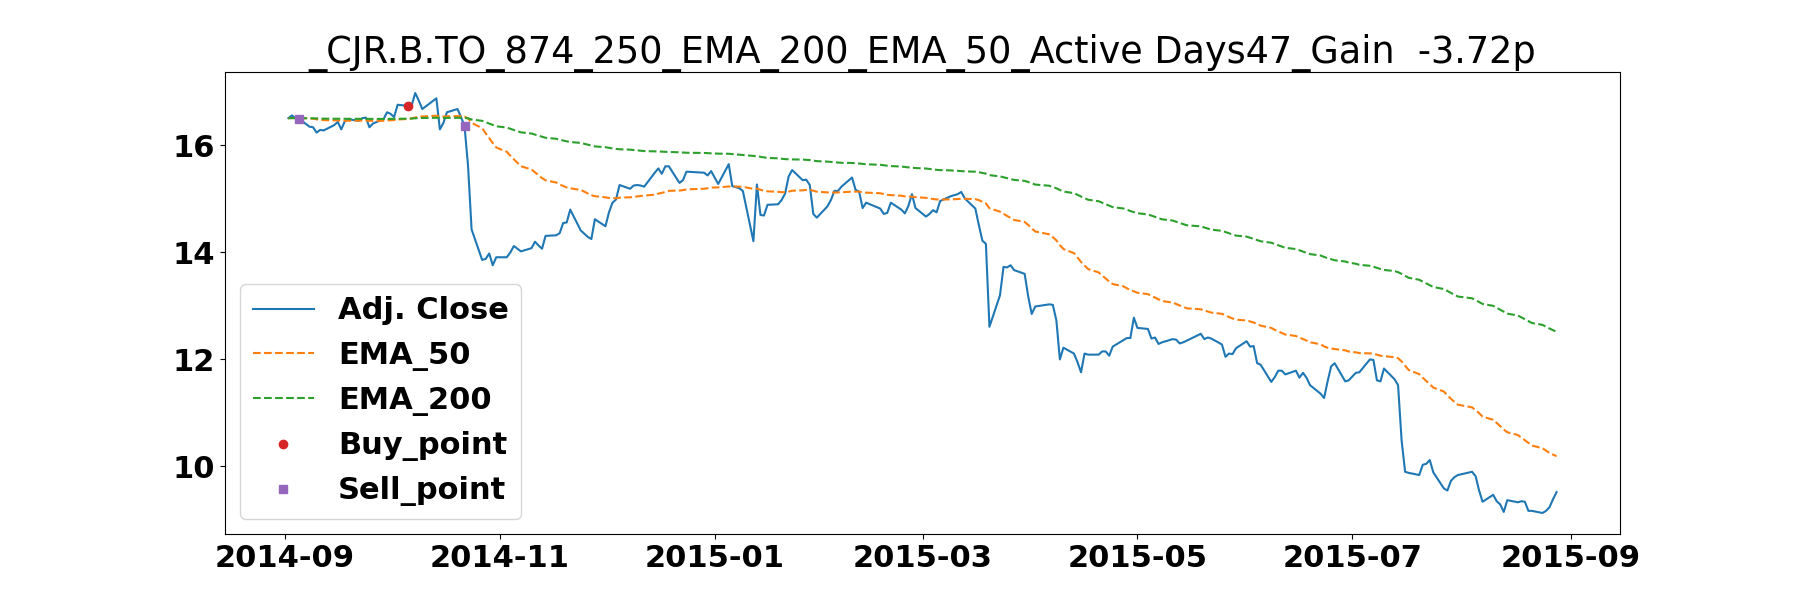 _CJR.B.TO_874_250_EMA_200_EMA_50_Active Days47_Gain  -3.72p
16
14
12
10
Adj. Close
EMA_50
EMA_200
Buy_point
Sell_point
2014-09 2014-11 2015-01 2015-03 2015-05 2015-07 2015-09